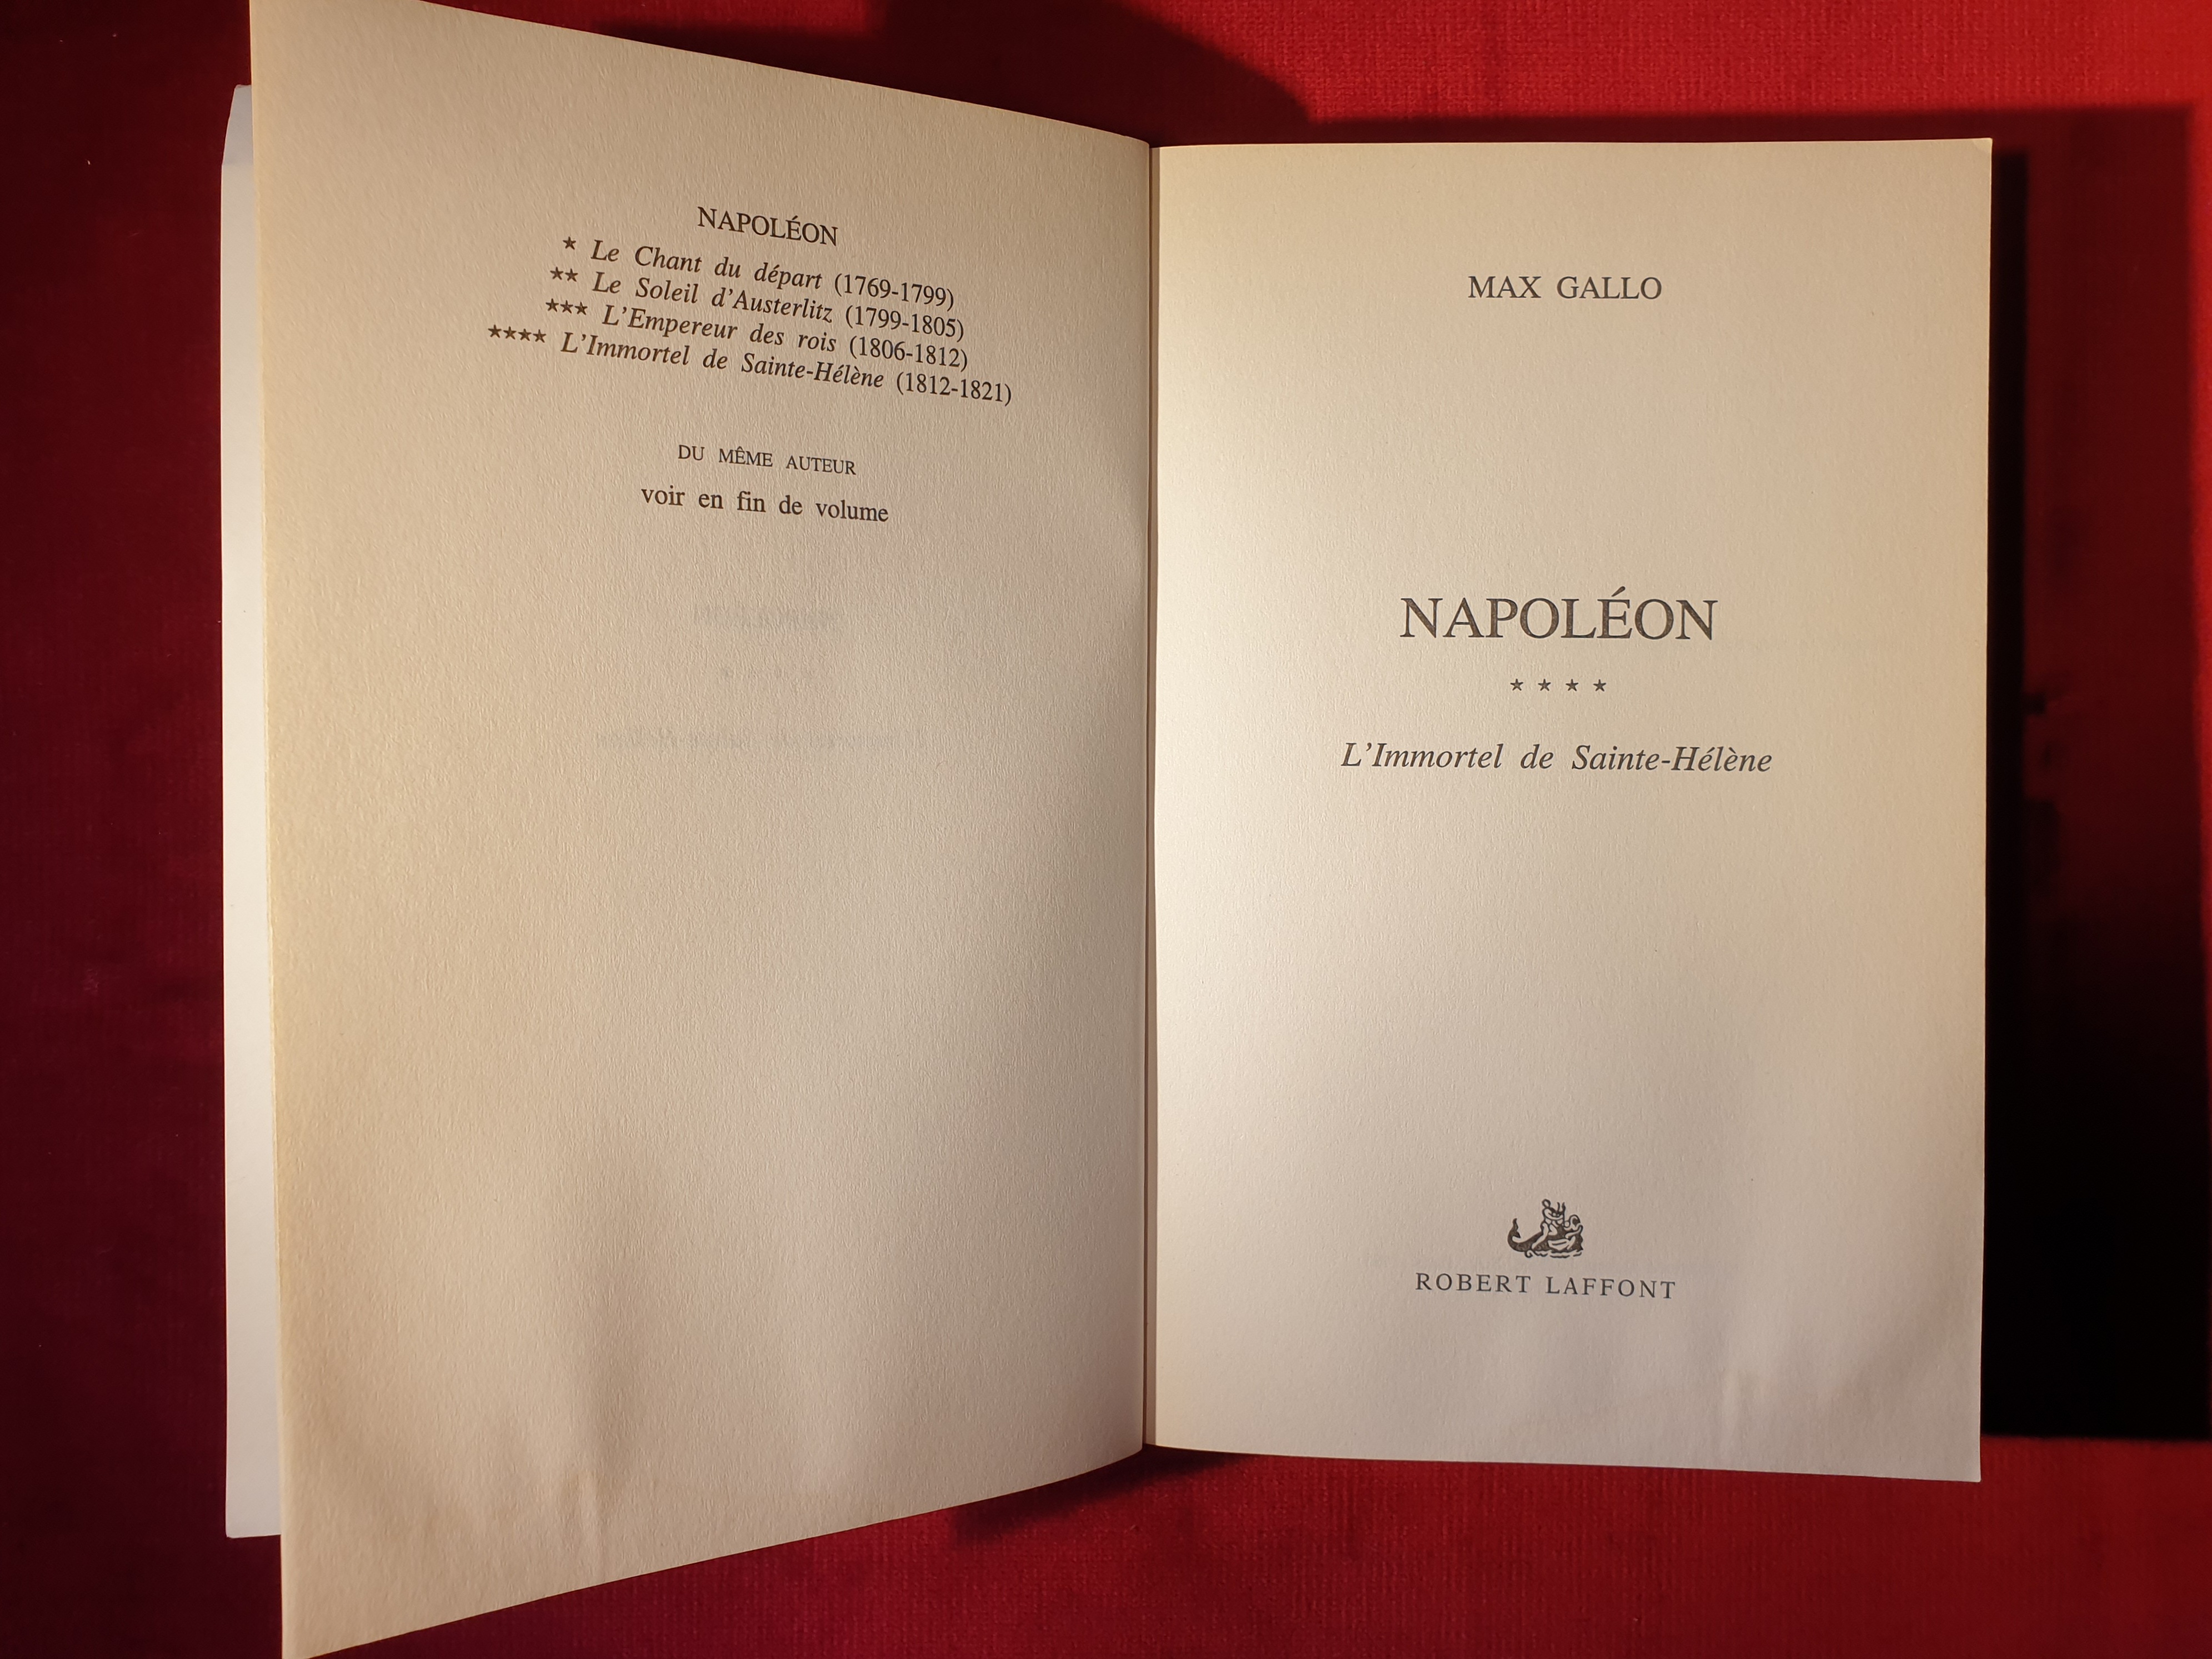 NAPOLÉON
★ Le Chant du départ (1769-1799)
★★ Le Soleil d'Austerlitz (1799-1805)
★★★ L'Empereur des rois (1806-1812)
★★★★ L'Immortel de Sainte-Hélène (1812-1821)
DU MÊME AUTEUR
voir en fin de volume
MAX GALLO
NAPOLÉON
★ ★ ★ ★
L'Immortel de Sainte-Hélène
ROBERT LAFFONT